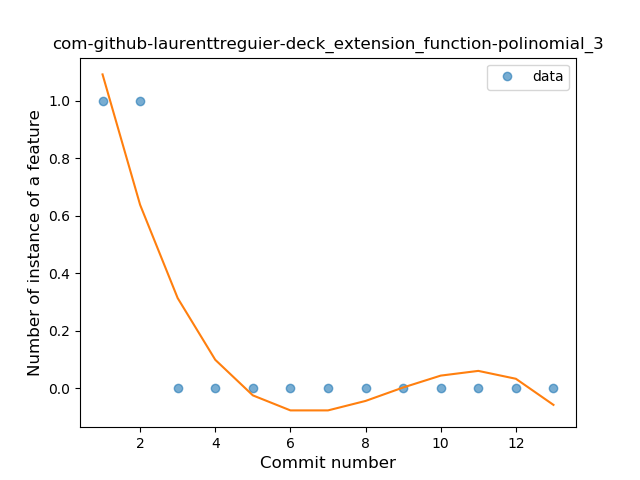 com-github-laurenttreguier-deck_extension_function-polinomial_3
data
Number of instance of a feature
1.0
0.8
0.6
0.4
0.2
0.0
2 4 6 8 10 12
Commit number